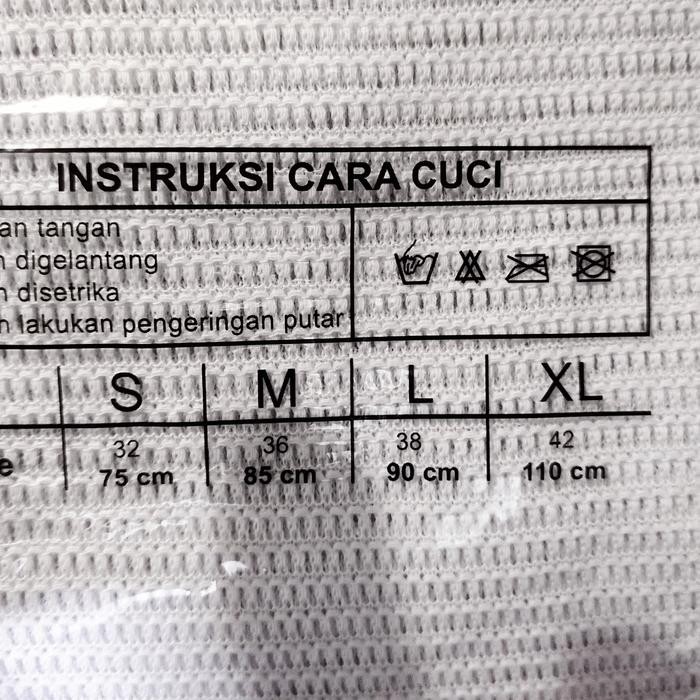 INSTRUKSI CARA CUCI
an tangan
n digelantang
n disetrika
n lakukan pengeringan putar
S M L XL
e 32 36 38 42
75 cm 85 cm 90 cm 110 cm